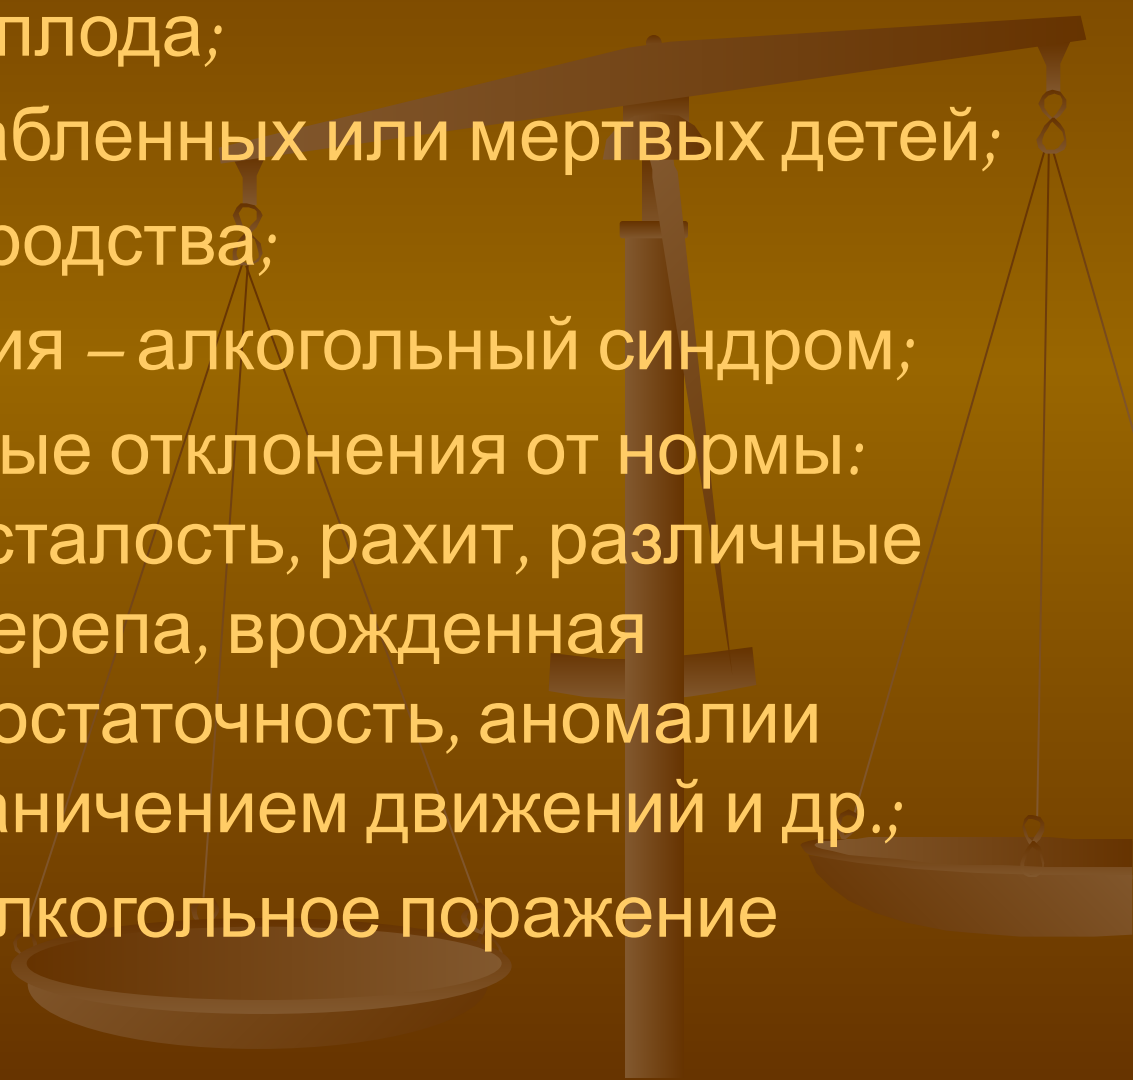 плода;
абленных или мертвых детей;
родства;
ия – алкогольный синдром;
ые отклонения от нормы:
сталость, рахит, различные
ерепа, врожденная
остаточность, аномалии
аничением движений и др.;
лкогольное поражение